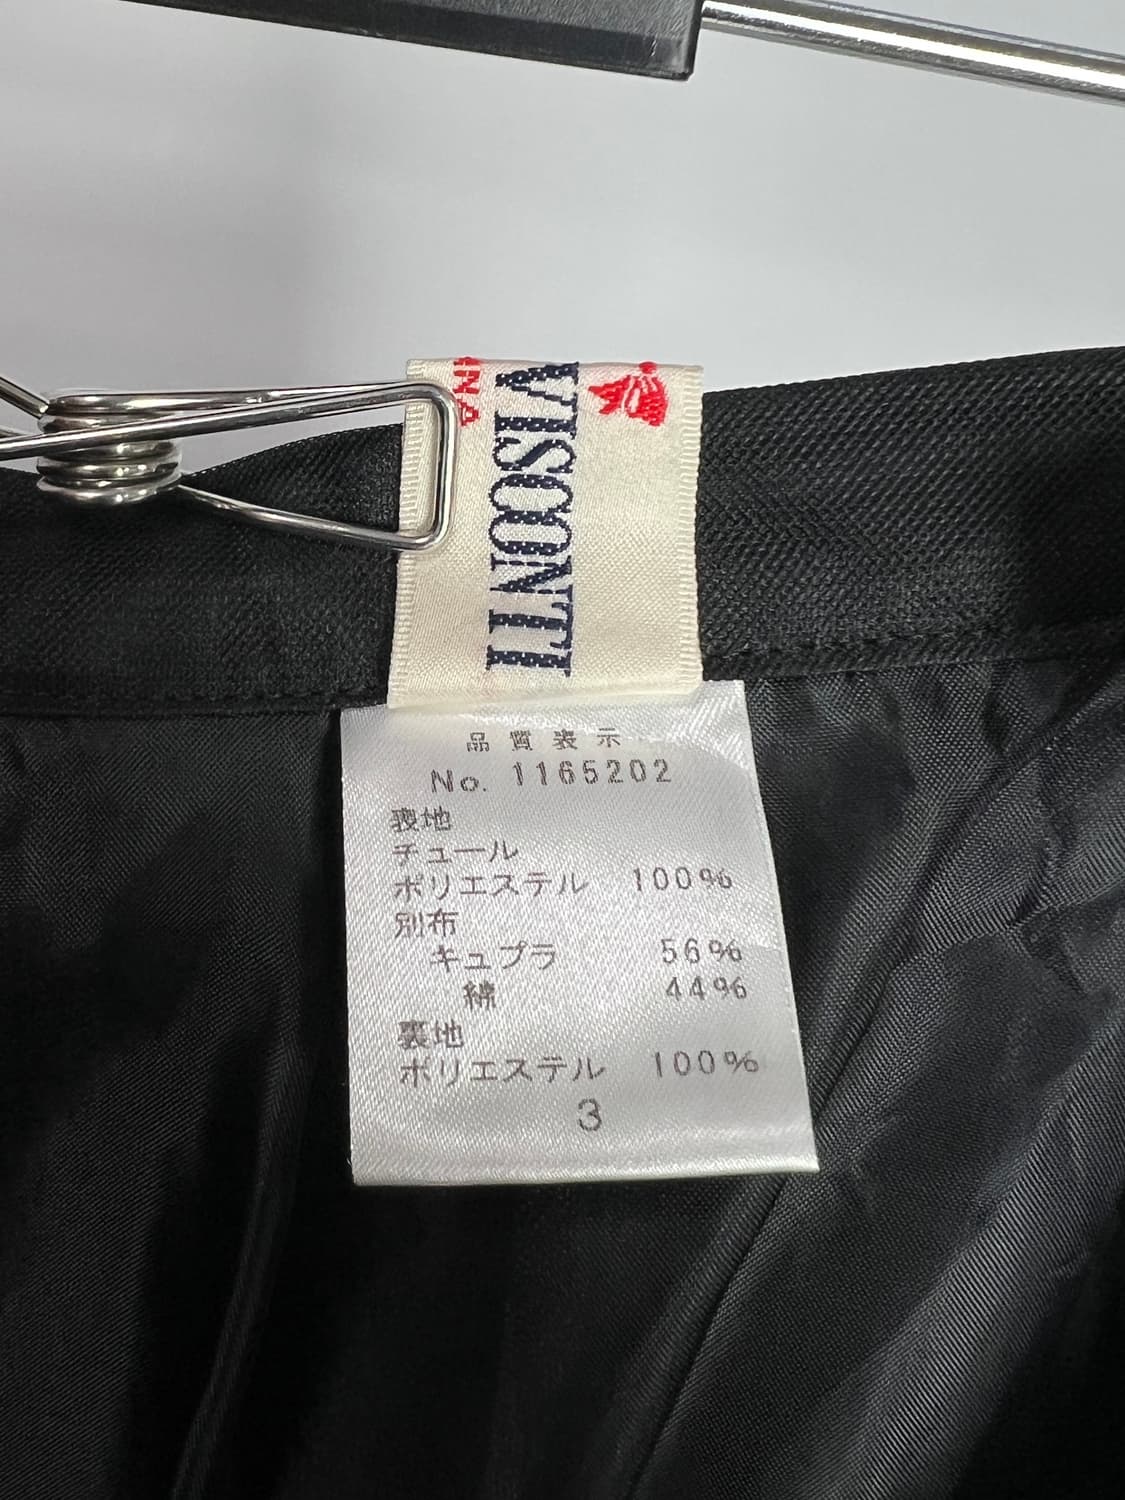 VISCONTI
品質表示
No. 1165202
表地
チュール
ポリエステル 100%
別布
キュプラ 56%
綿 44%
裏地
ポリエステル 100%
3